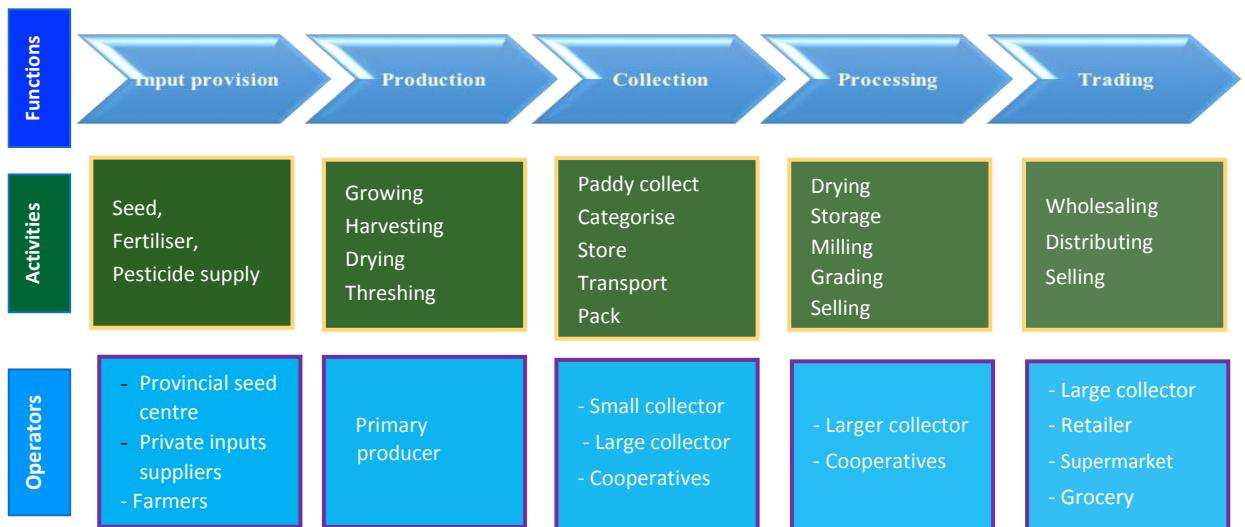 Functions
Input provision
Production
Collection
Processing
Trading
Activities
Seed,
Fertiliser,
Pesticide supply
Growing
Harvesting
Drying
Threshing
Paddy collect
Categorise
Store
Transport
Pack
Drying
Storage
Milling
Grading
Selling
Wholesaling
Distributing
Selling
Operators
- Provincial seed
centre
- Private inputs
suppliers
- Farmers
Primary
producer
- Small collector
- Large collector
- Cooperatives
- Larger collector
- Cooperatives
- Large collector
- Retailer
- Supermarket
- Grocery